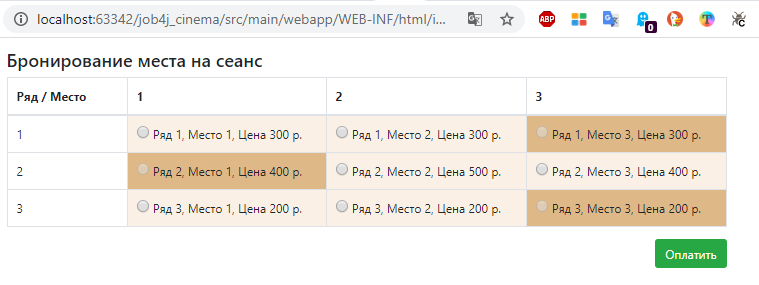 localhost:63342/job4j_cinema/src/main/webapp/WEB-INF/html/i...
ABP
0
T
Бронирование места на сеанс
Ряд / Место 1 2 3
1 Ряд 1, Место 1, Цена 300 р. Ряд 1, Место 2, Цена 300 р. Ряд 1, Место 3, Цена 300 р.
2 Ряд 2, Место 1, Цена 400 р. Ряд 2, Место 2, Цена 500 р. Ряд 2, Место 3, Цена 400 р.
3 Ряд 3, Место 1, Цена 200 р. Ряд 3, Место 2, Цена 200 р. Ряд 3, Место 3, Цена 200 р.
Оплатить